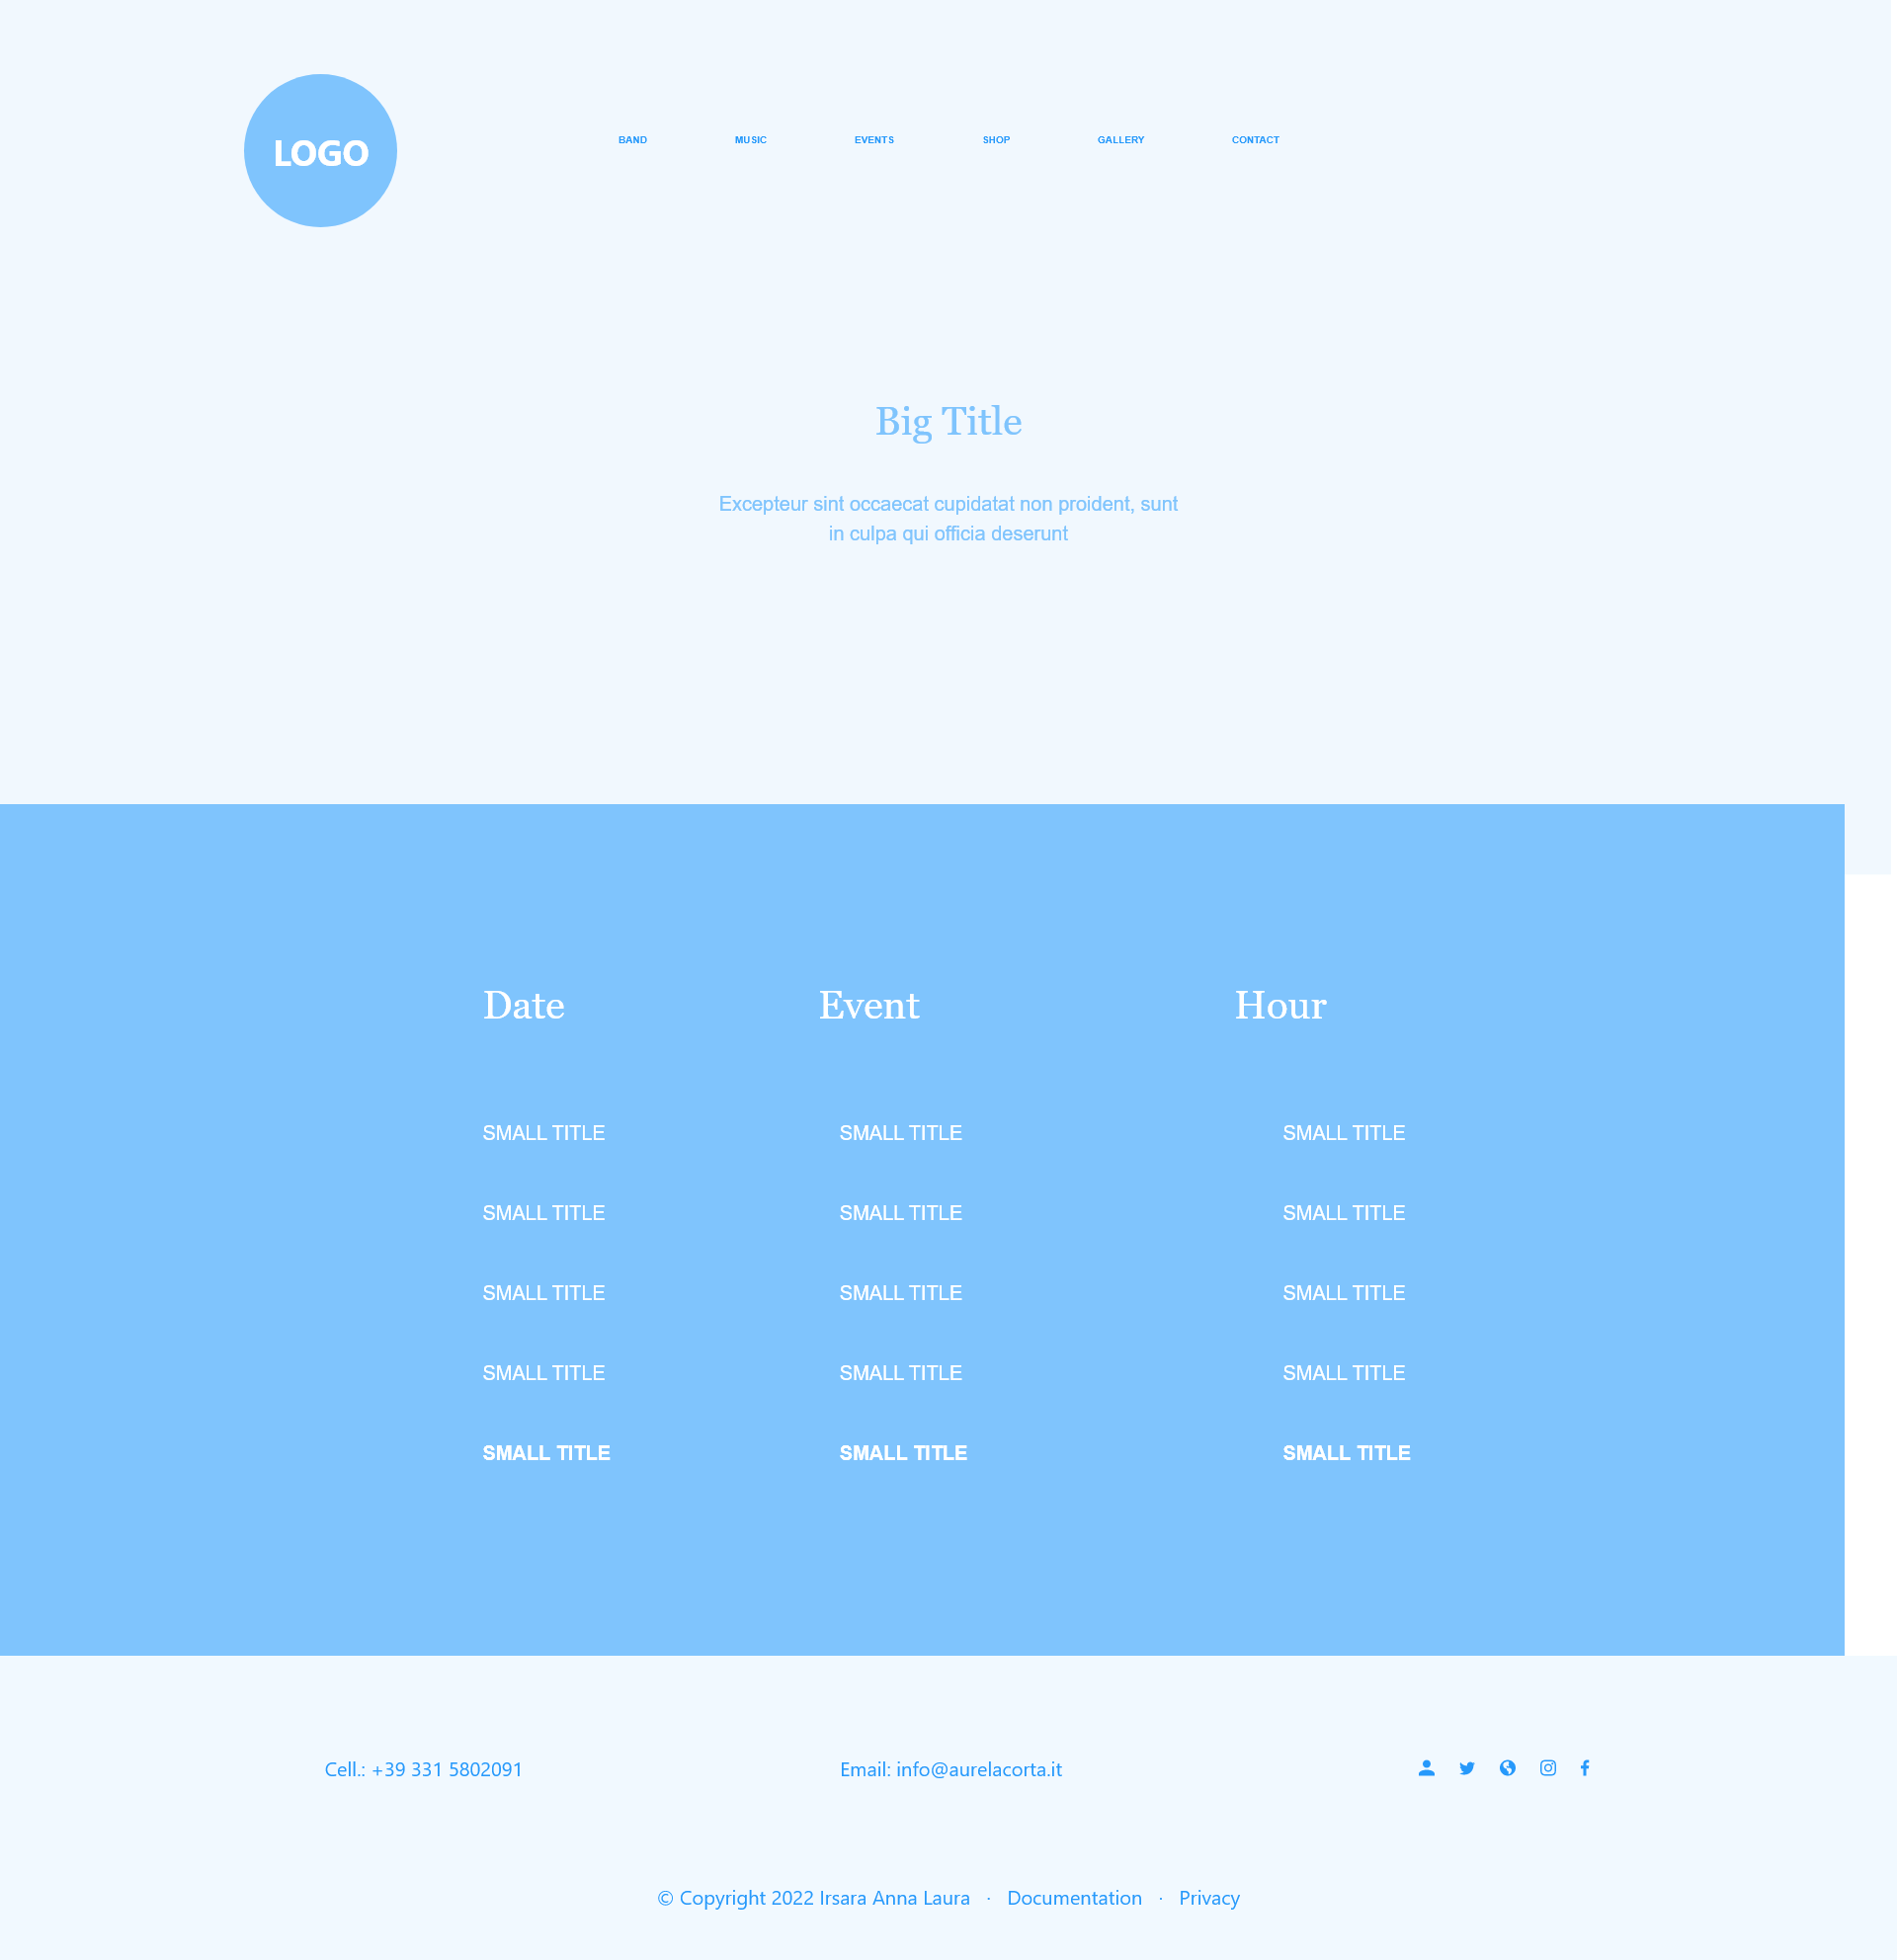 LOGO
BAND MUSIC EVENTS SHOP GALLERY CONTACT
Big Title
Excepteur sint occaecat cupidatat non proident, sunt
in culpa qui officia deserunt
Date Event Hour
SMALL TITLE SMALL TITLE SMALL TITLE
SMALL TITLE SMALL TITLE SMALL TITLE
SMALL TITLE SMALL TITLE SMALL TITLE
SMALL TITLE SMALL TITLE SMALL TITLE
SMALL TITLE SMALL TITLE SMALL TITLE
Cell.: +39 331 5802091 Email: info@aurelacorta.it
© Copyright 2022 Irsara Anna Laura · Documentation · Privacy